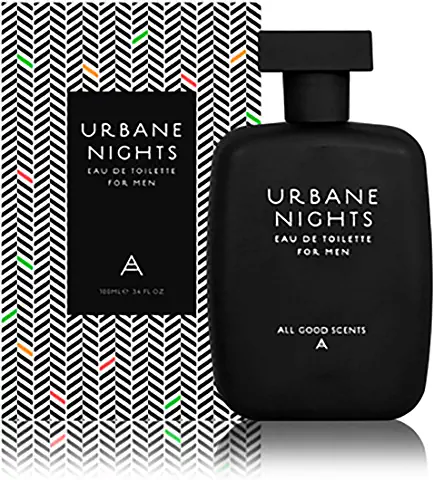 URBANE
NIGHTS
EAU DE TOILETTE
FOR MEN
A
100ML℮ 3.4 FL.OZ.
URBANE
NIGHTS
EAU DE TOILETTE
FOR MEN
ALL GOOD SCENTS
A